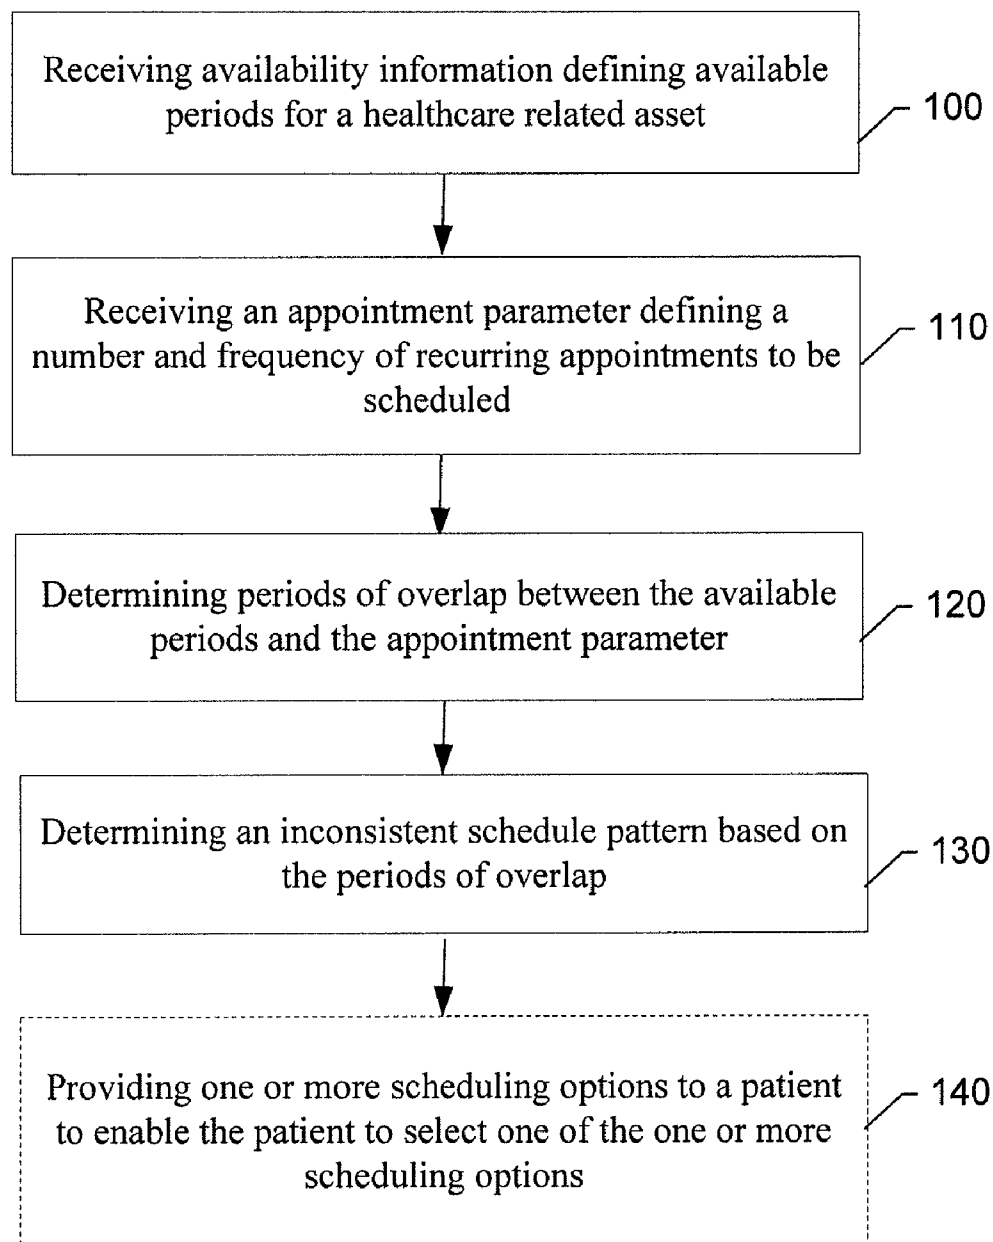 Receiving availability information defining available
periods for a healthcare related asset
100
Receiving an appointment parameter defining a
number and frequency of recurring appointments to be
scheduled
110
Determining periods of overlap between the available
periods and the appointment parameter
120
Determining an inconsistent schedule pattern based on
the periods of overlap
130
Providing one or more scheduling options to a patient
to enable the patient to select one of the one or more
scheduling options
140